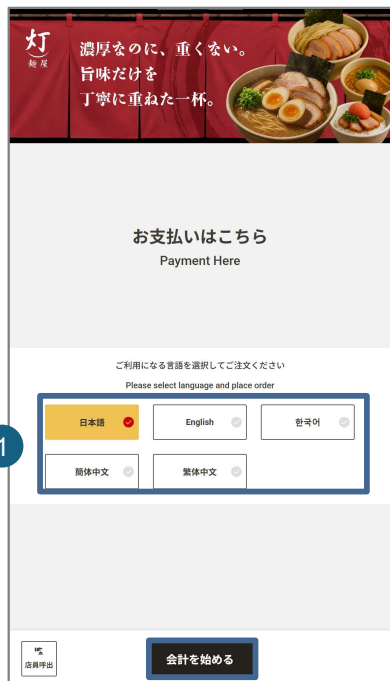 灯
麺屋
濃厚なのに、重くない。
旨味だけを
丁寧に重ねた一杯。
お支払いはこちら
Payment Here
ご利用になる言語を選択してご注文ください
Please select language and place order
1
日本語
English
한국어
簡体中文
繁体中文
店員呼出
会計を始める